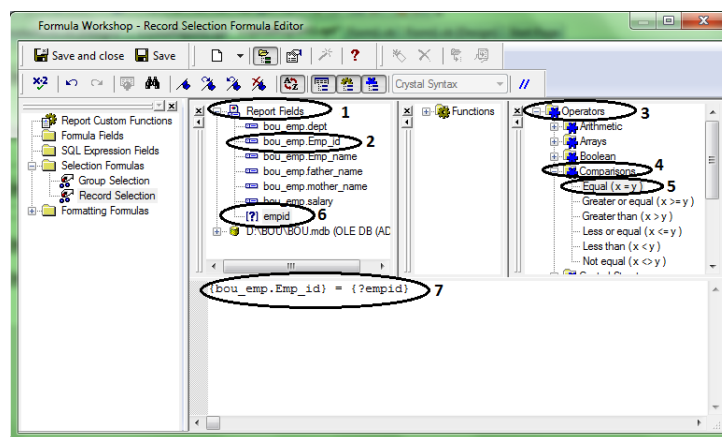 Formula Workshop - Record Selection Formula Editor
Save and close Save ?
x·2 A Z Crystal Syntax //
Report Custom Functions
Formula Fields
SQL Expression Fields
Selection Formulas
Group Selection
Record Selection
Formatting Formulas
Report Fields 1
bou_emp.dept
bou_emp.Emp_id 2
bou_emp.Emp_name
bou_emp.father_name
bou_emp.mother_name
bou_emp.salary
[?] empid 6
D:\BOU\BOU.mdb (OLE DB (AD
Functions
Operators 3
Arithmetic
Arrays
Boolean 4
Comparisons
Equal (x = y ) 5
Greater or equal ( x >= y )
Greater than ( x > y )
Less or equal ( x <= y )
Less than ( x < y )
Not equal ( x <> y )
{bou_emp.Emp_id} = {?empid} 7